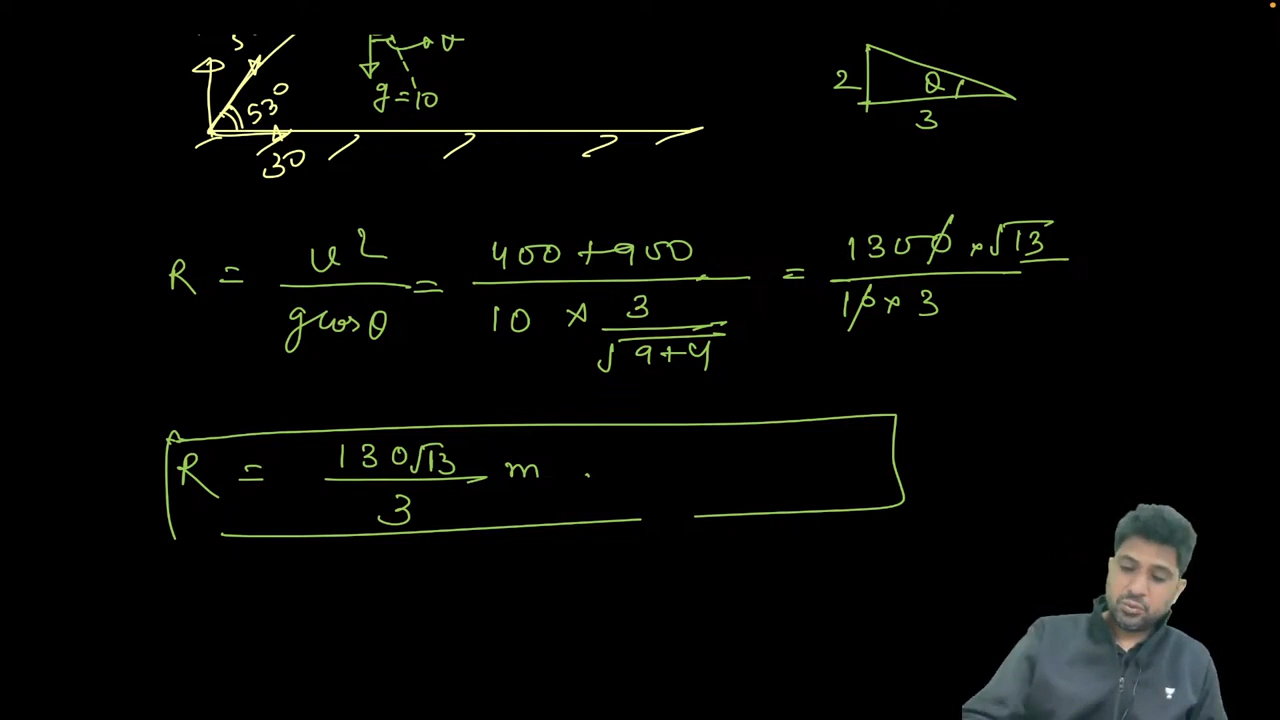 53°
g = 10
30
2
θ
3
R = u² / g cos θ = 400 + 900 / 10 × 3/√9+4 = 1300 × √13 / 10 × 3
R = 130√13 / 3 m .